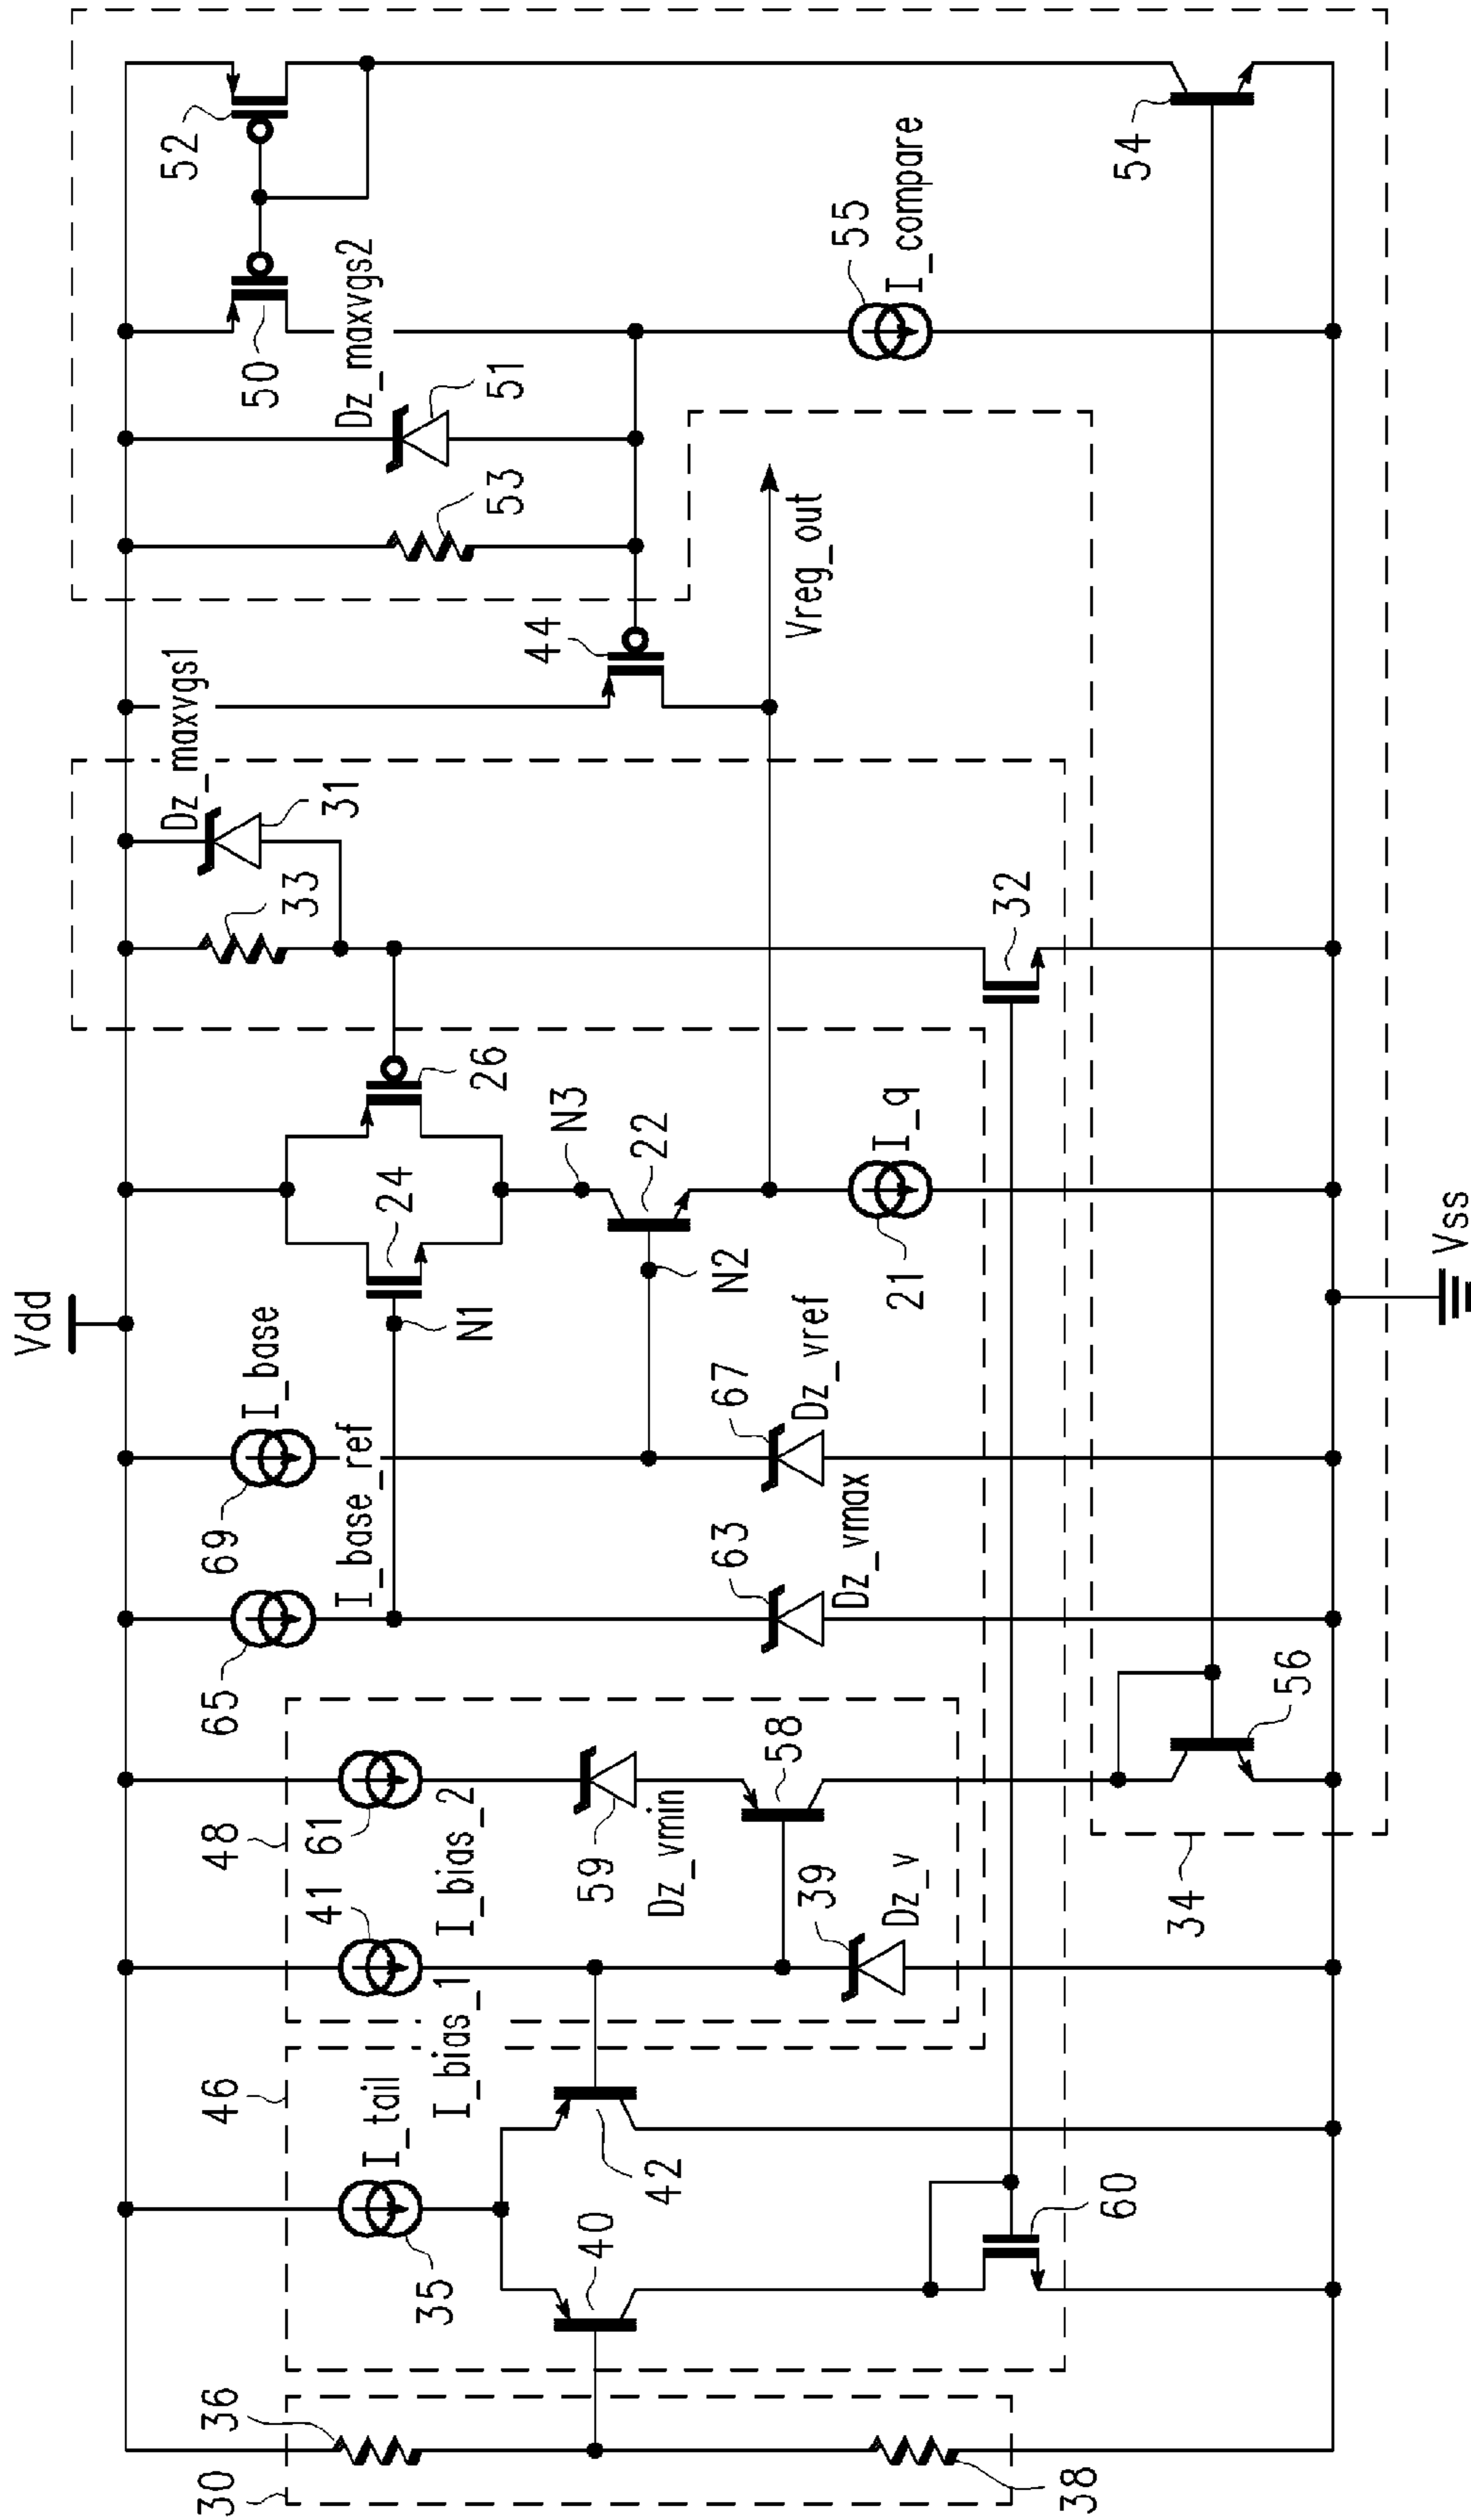 Vdd
Vss
30
36
38
46
I_tail
35
40
42
60
I_bias_1
48
41
61
I_bias_2
59
Dz_vmin
58
39
Dz_v
34
56
65
I_base_ref
69
I_base
63
Dz_vmax
67
Dz_vref
N1
24
26
N3
22
N2
21
I_q
33
31
Dz_maxvgs1
32
44
Vreg_out
53
51
Dz_maxvgs2
50
52
55
I_compare
54